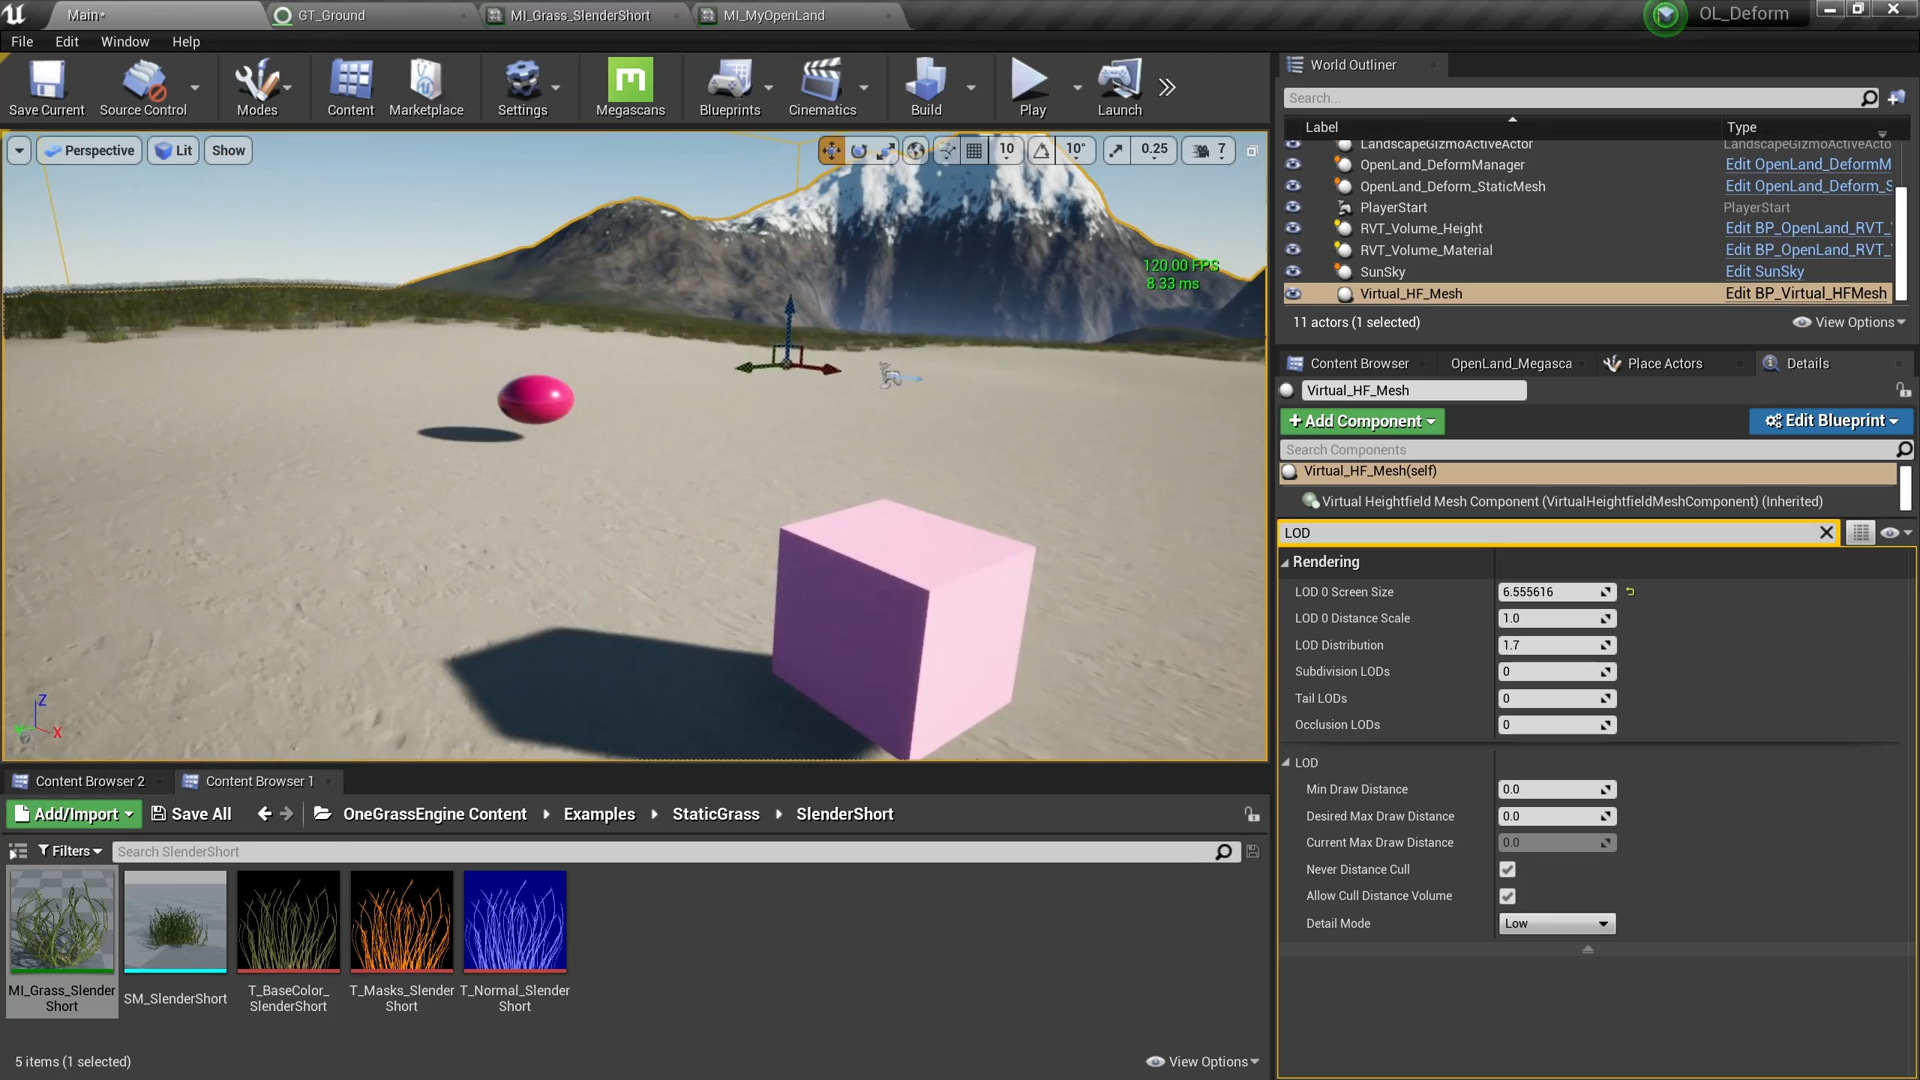 Main*
GT_Ground
MI_Grass_SlenderShort
MI_MyOpenLand
OL_Deform
File Edit Window Help
Save Current
Source Control
Modes
Content
Marketplace
Settings
Megascans
Blueprints
Cinematics
Build
Play
Launch
Perspective
Lit
Show
10
10°
0.25
7
120.00 FPS
8.33 ms
Z
X
World Outliner
Search...
Label
Type
LandscapeGizmoActiveActor LandscapeGizmoActiveActo
OpenLand_DeformManager Edit OpenLand_DeformM
OpenLand_Deform_StaticMesh Edit OpenLand_Deform_S
PlayerStart PlayerStart
RVT_Volume_Height Edit BP_OpenLand_RVT_
RVT_Volume_Material Edit BP_OpenLand_RVT_
SunSky Edit SunSky
Virtual_HF_Mesh Edit BP_Virtual_HFMesh
11 actors (1 selected)
View Options
Content Browser
OpenLand_Megasca
Place Actors
Details
Virtual_HF_Mesh
+Add Component
Edit Blueprint
Search Components
Virtual_HF_Mesh(self)
Virtual Heightfield Mesh Component (VirtualHeightfieldMeshComponent) (Inherited)
LOD
Rendering
LOD 0 Screen Size 6.555616
LOD 0 Distance Scale 1.0
LOD Distribution 1.7
Subdivision LODs 0
Tail LODs 0
Occlusion LODs 0
LOD
Min Draw Distance 0.0
Desired Max Draw Distance 0.0
Current Max Draw Distance 0.0
Never Distance Cull
Allow Cull Distance Volume
Detail Mode Low
Content Browser 2
Content Browser 1
Add/Import
Save All
OneGrassEngine Content
Examples
StaticGrass
SlenderShort
Filters
Search SlenderShort
MI_Grass_Slender
Short
SM_SlenderShort
T_BaseColor_
SlenderShort
T_Masks_Slender
Short
T_Normal_Slender
Short
5 items (1 selected)
View Options